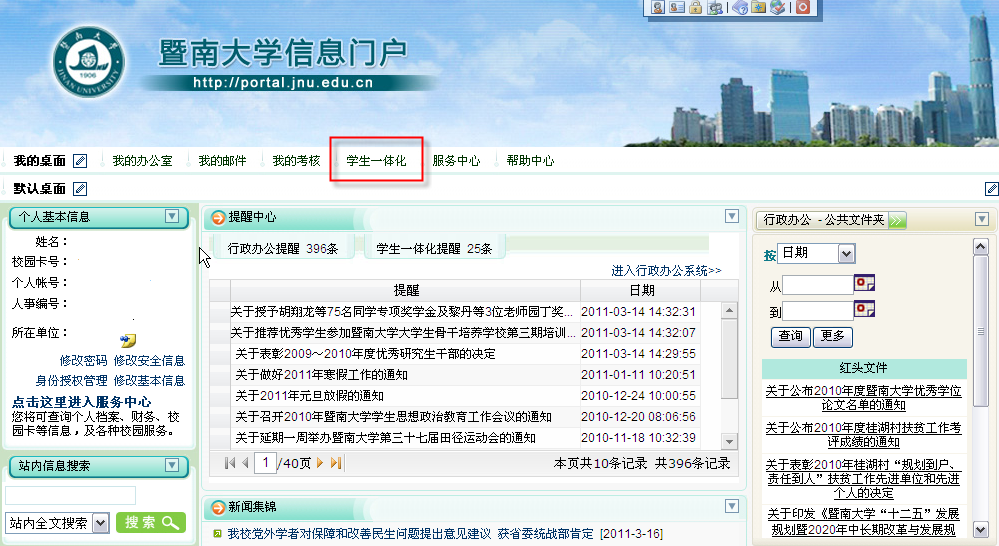 暨南大学
1906
JINAN UNIVERSITY
暨南大学信息门户
http://portal.jnu.edu.cn
我的桌面 我的办公室 我的邮件 我的考核 学生一体化 服务中心 帮助中心
默认桌面
个人基本信息
姓名：
校园卡号：
个人帐号：
人事编号：
所在单位：
修改密码 修改安全信息
身份授权管理 修改基本信息
点击这里进入服务中心
您将可查询个人档案、财务、校
园卡等信息，及各种校园服务。
站内信息搜索
站内全文搜索 搜索
提醒中心
行政办公提醒 396条 学生一体化提醒 25条
进入行政办公系统>>
提醒 日期
关于授予胡翔龙等75名同学专项奖学金及黎丹等3位老师园丁奖... 2011-03-14 14:32:31
关于推荐优秀学生参加暨南大学大学生骨干培养学校第三期培训... 2011-03-14 14:32:07
关于表彰2009～2010年度优秀研究生干部的决定 2011-03-14 14:29:55
关于做好2011年寒假工作的通知 2011-01-11 10:20:51
关于2011年元旦放假的通知 2010-12-24 10:00:55
关于召开2010年暨南大学学生思想政治教育工作会议的通知 2010-12-20 08:06:56
关于延期一周举办暨南大学第三十七届田径运动会的通知 2010-11-18 10:32:39
1 /40页 本页共10条记录 共396条记录
新闻集锦
我校党外学者对保障和改善民生问题提出意见建议 获省委统战部肯定 [2011-3-16]
行政办公 - 公共文件夹
按 日期
从
到
查询 更多
红头文件
关于公布2010年度暨南大学优秀学位
论文名单的通知
关于公布2010年度桂湖村扶贫工作考
评成绩的通知
关于表彰2010年桂湖村“规划到户、
责任到人”扶贫工作先进单位和先进
个人的决定
关于印发《暨南大学“十二五”发展
规划暨2020年中长期改革与发展规